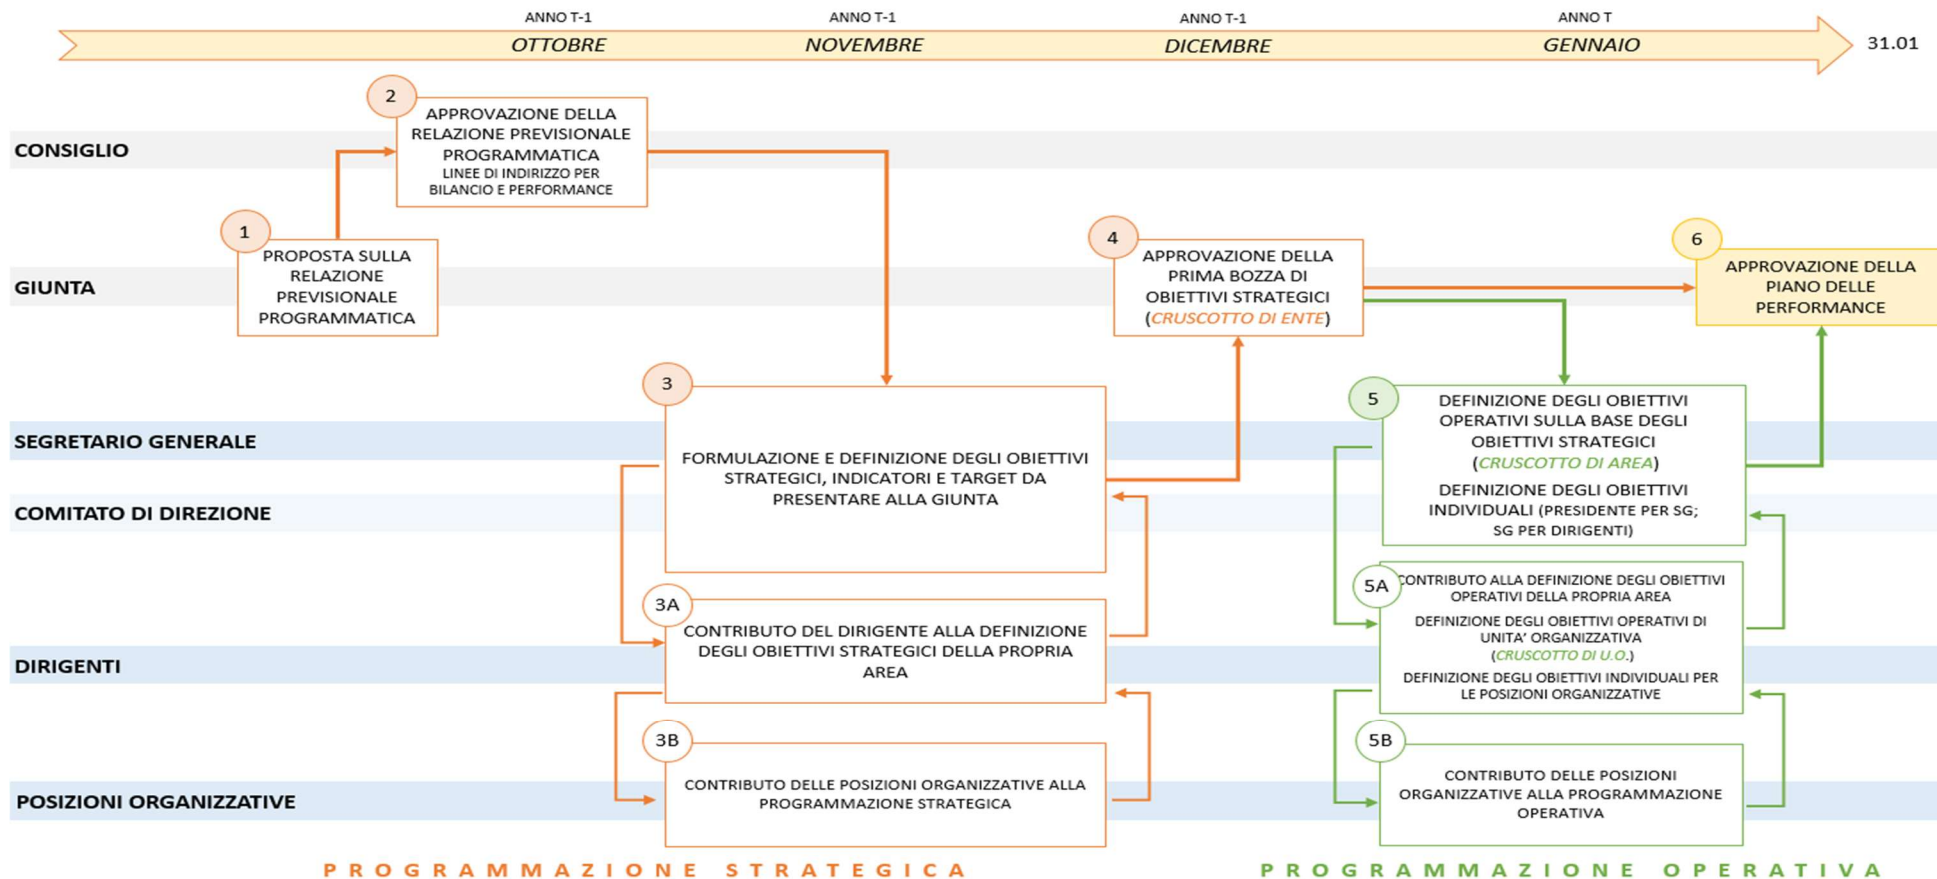 ANNO T-1
ANNO T-1
ANNO T-1
ANNO T
OTTOBRE
NOVEMBRE
DICEMBRE
GENNAIO
31.01
CONSIGLIO
2
APPROVAZIONE DELLA
RELAZIONE PREVISIONALE
PROGRAMMATICA
LINEE DI INDIRIZZO PER
BILANCIO E PERFORMANCE
GIUNTA
1
PROPOSTA SULLA
RELAZIONE
PREVISIONALE
PROGRAMMATICA
4
APPROVAZIONE DELLA
PRIMA BOZZA DI
OBIETTIVI STRATEGICI
(CRUSCOTTO DI ENTE)
6
APPROVAZIONE DELLA
PIANO DELLE
PERFORMANCE
SEGRETARIO GENERALE
COMITATO DI DIREZIONE
3
FORMULAZIONE E DEFINIZIONE DEGLI OBIETTIVI
STRATEGICI, INDICATORI E TARGET DA
PRESENTARE ALLA GIUNTA
5
DEFINIZIONE DEGLI OBIETTIVI
OPERATIVI SULLA BASE DEGLI
OBIETTIVI STRATEGICI
(CRUSCOTTO DI AREA)
DEFINIZIONE DEGLI OBIETTIVI
INDIVIDUALI (PRESIDENTE PER SG;
SG PER DIRIGENTI)
DIRIGENTI
3A
CONTRIBUTO DEL DIRIGENTE ALLA DEFINIZIONE
DEGLI OBIETTIVI STRATEGICI DELLA PROPRIA
AREA
5A
CONTRIBUTO ALLA DEFINIZIONE DEGLI OBIETTIVI
OPERATIVI DELLA PROPRIA AREA
DEFINIZIONE DEGLI OBIETTIVI OPERATIVI DI
UNITA' ORGANIZZATIVA
(CRUSCOTTO DI U.O.)
DEFINIZIONE DEGLI OBIETTIVI INDIVIDUALI PER
LE POSIZIONI ORGANIZZATIVE
POSIZIONI ORGANIZZATIVE
3B
CONTRIBUTO DELLE POSIZIONI ORGANIZZATIVE ALLA
PROGRAMMAZIONE STRATEGICA
5B
CONTRIBUTO DELLE POSIZIONI
ORGANIZZATIVE ALLA PROGRAMMAZIONE
OPERATIVA
PROGRAMMAZIONE STRATEGICA
PROGRAMMAZIONE OPERATIVA